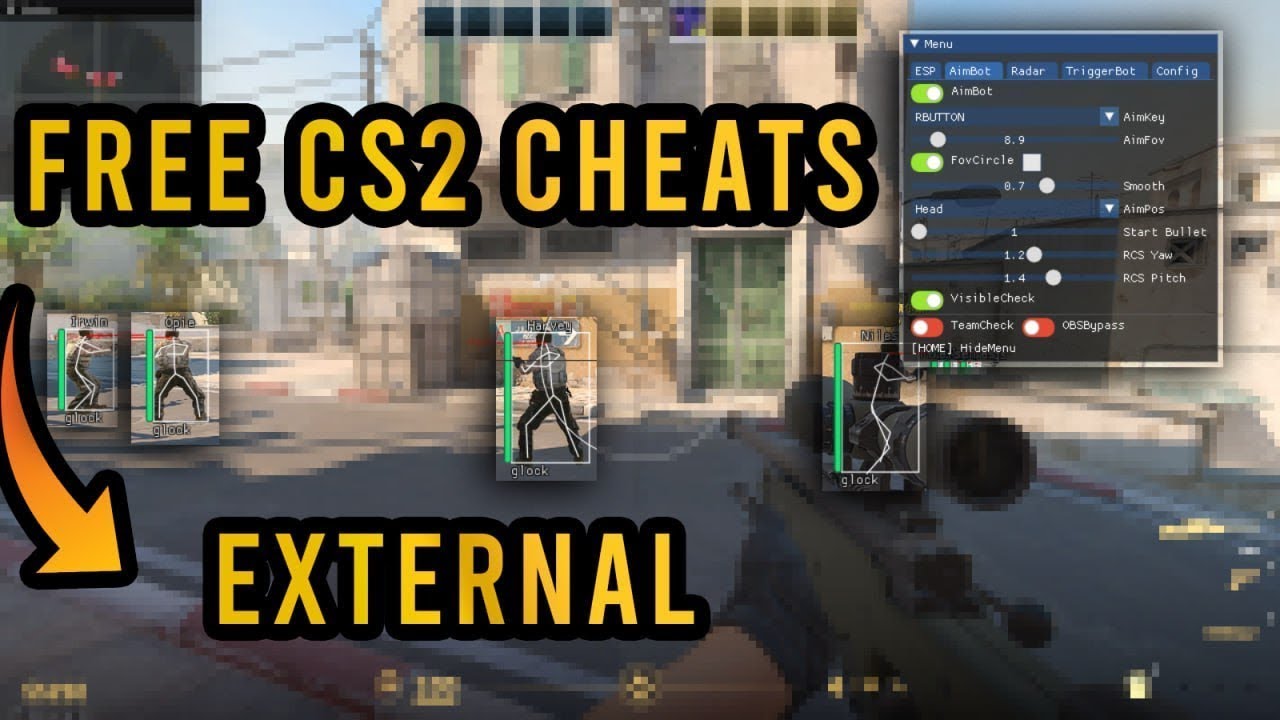 Menu
ESP AimBot Radar TriggerBot Config
AimBot
RBUTTON AimKey
8.9 AimFov
FovCircle
0.7 Smooth
Head AimPos
1 Start Bullet
1.2 RCS Yaw
1.4 RCS Pitch
VisibleCheck
TeamCheck OBSBypass
[HOME] HideMenu
FREE CS2 CHEATS
Irwin
glock
Opie
glock
Harvey
glock
Niles
glock
EXTERNAL